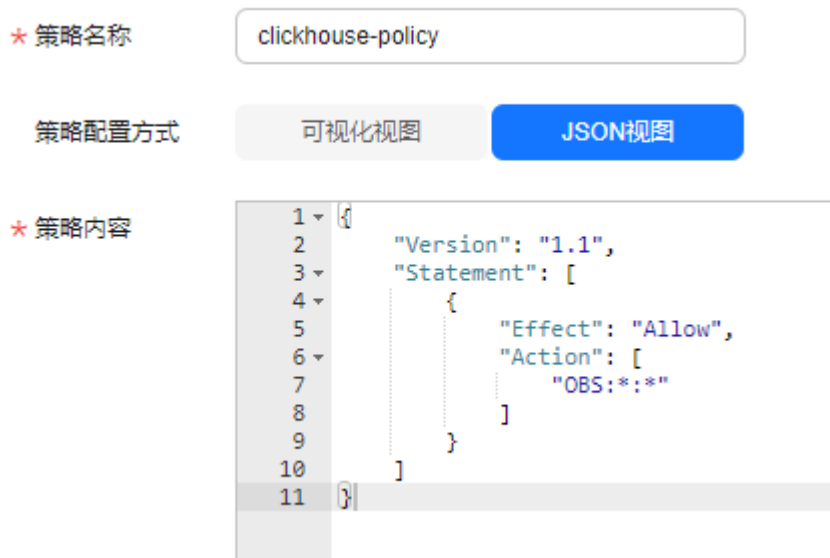 * 策略名称 clickhouse-policy
策略配置方式 可视化视图 JSON视图
* 策略内容
1 {
2 "Version": "1.1",
3 "Statement": [
4 {
5 "Effect": "Allow",
6 "Action": [
7 "OBS:*:*"
8 ]
9 }
10 ]
11 }